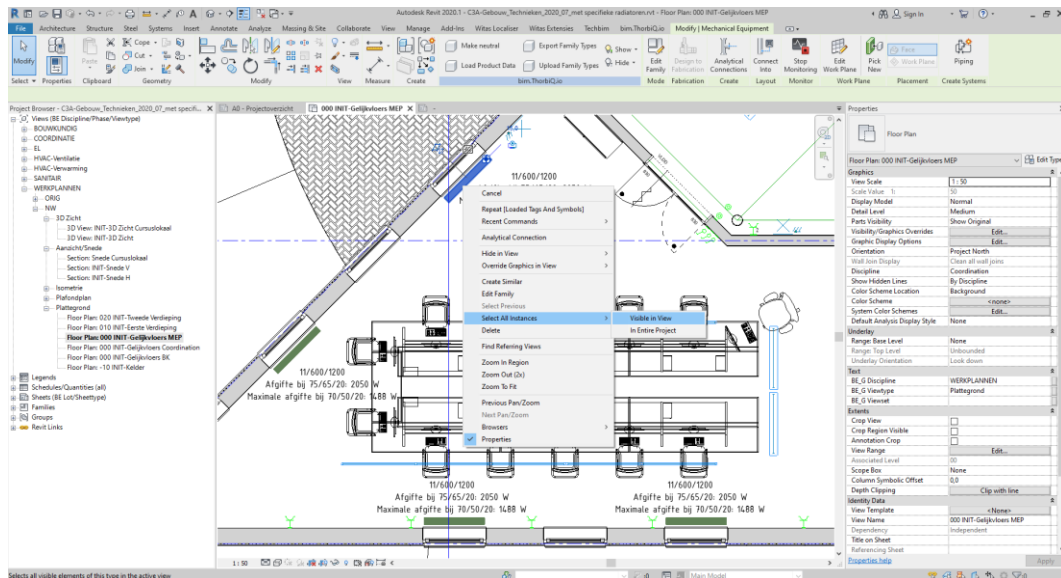 Autodesk Revit 2020.1 - C3A-Gebouw_Technieken_2020_07_met specifieke radiatoren.rvt - Floor Plan: 000 INIT-Gelijkvloers MEP
Sign In
File Architecture Structure Steel Systems Insert Annotate Analyze Massing & Site Collaborate View Manage Add-Ins Witas Localiser Witas Essentials Techbim bim.ThorbiQ.io Modify | Mechanical Equipment
Modify
Paste
Cope
Cut
Join
Make neutral
Load Product Data
Export Family Types
Upload Family Types
Show
Hide
Edit Family
Design to Fabrication
Analytical Connections
Connect Into
Stop Monitoring
Edit Work Plane
Pick New
Face
Work Plane
Piping
Select Properties Clipboard Geometry Modify View Measure Create bim.ThorbiQ.io Mode Fabrication Create Layout Monitor Work Plane Placement Create Systems
Project Browser - C3A-Gebouw_Technieken_2020_07_met specifi...
A0 - Projectoverzicht
000 INIT-Gelijkvloers MEP
Views (BE Discipline/Phase/Viewtype)
BOUWKUNDIG
COORDINATIE
EL
HVAC-Ventilatie
HVAC-Verwarming
SANITAIR
WERKPLANNEN
ORIG
NW
3D Zicht
3D View: INIT-3D Zicht Cursuslokaal
3D View: INIT-3D Zicht
Aanzicht/Snede
Section: Snede Cursuslokaal
Section: INIT-Snede V
Section: INIT-Snede H
Isometrie
Plafondplan
Plattegrond
Floor Plan: 020 INIT-Tweede Verdieping
Floor Plan: 010 INIT-Eerste Verdieping
Floor Plan: 000 INIT-Gelijkvloers MEP
Floor Plan: 000 INIT-Gelijkvloers Coordination
Floor Plan: 000 INIT-Gelijkvloers BK
Floor Plan: -10 INIT-Kelder
Legends
Schedules/Quantities (all)
Sheets (BE Lot/Sheettype)
Families
Groups
Revit Links
11/600/1200
Cancel
Repeat [Loaded Tags And Symbols]
Recent Commands
Analytical Connection
Hide in View
Override Graphics in View
Create Similar
Edit Family
Select Previous
Select All Instances
Visible in View
In Entire Project
Delete
Find Referring Views
Zoom In Region
Zoom Out (2x)
Zoom To Fit
Previous Pan/Zoom
Next Pan/Zoom
Browsers
Properties
11/600/1200
Afgifte bij 75/65/20: 2050 W
Maximale afgifte bij 70/50/20: 1488 W
11/600/1200
Afgifte bij 75/65/20: 2050 W
Maximale afgifte bij 70/50/20: 1488 W
11/600/1200
Afgifte bij 75/65/20: 2050 W
Maximale afgifte bij 70/50/20: 1488 W
Properties
Floor Plan
Floor Plan: 000 INIT-Gelijkvloers MEP
Edit Type
Graphics
View Scale 1 : 50
Scale Value 1: 50
Display Model Normal
Detail Level Medium
Parts Visibility Show Original
Visibility/Graphics Overrides Edit...
Graphic Display Options Edit...
Orientation Project North
Wall Join Display Clean all wall joins
Discipline Coordination
Show Hidden Lines By Discipline
Color Scheme Location Background
Color Scheme <none>
System Color Schemes Edit...
Default Analysis Display Style None
Underlay
Range: Base Level None
Range: Top Level Unbounded
Underlay Orientation Look down
Text
BE_G Discipline WERKPLANNEN
BE_G Viewtype Plattegrond
BE_G Viewset
Extents
Crop View
Crop Region Visible
Annotation Crop
View Range Edit...
Associated Level 00
Scope Box None
Column Symbolic Offset 0,0
Depth Clipping Clip with line
Identity Data
View Template <None>
View Name 000 INIT-Gelijkvloers MEP
Dependency Independent
Title on Sheet
Referencing Sheet
Properties help
Apply
1 : 50
Selects all visible elements of this type in the active view
:0
Main Model